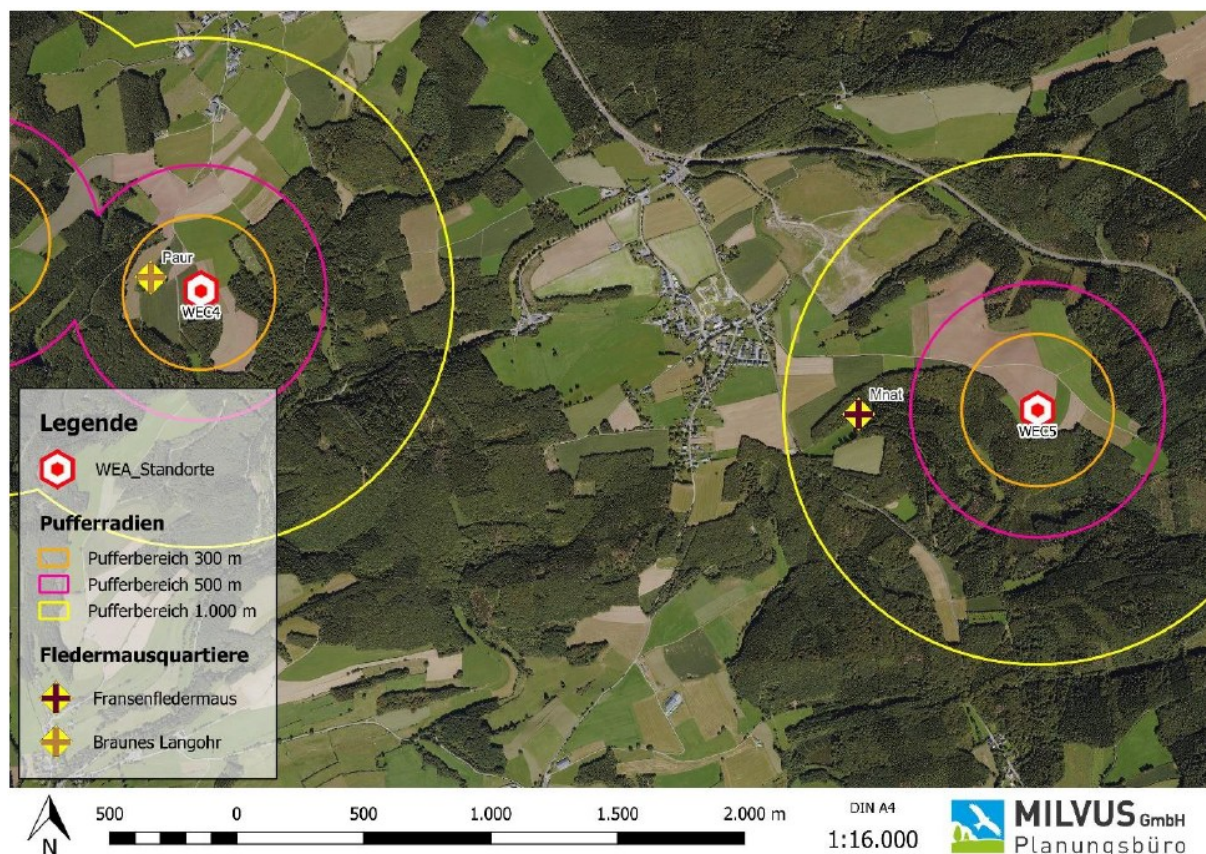 Paur
WEC4
Mnat
WEC5
Legende
WEA_Standorte
Pufferradien
Pufferbereich 300 m
Pufferbereich 500 m
Pufferbereich 1.000 m
Fledermausquartiere
Fransenfledermaus
Braunes Langohr
N
500 0 500 1.000 1.500 2.000 m
DIN A4
1:16.000
MILVUS GmbH
Planungsbüro